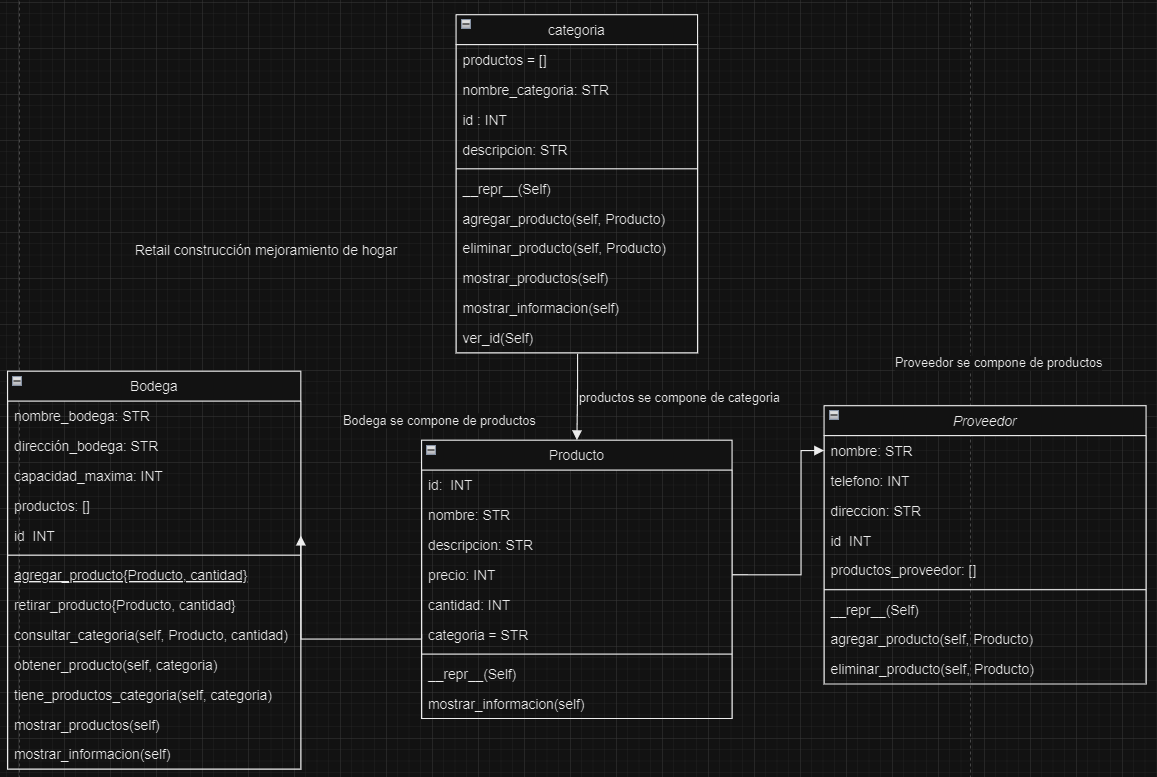 categoria
productos = []
nombre_categoria: STR
id : INT
descripcion: STR
__repr__(Self)
agregar_producto(self, Producto)
eliminar_producto(self, Producto)
mostrar_productos(self)
mostrar_informacion(self)
ver_id(Self)
Retail construcción mejoramiento de hogar
productos se compone de categoria
Bodega se compone de productos
Proveedor se compone de productos
Bodega
nombre_bodega: STR
dirección_bodega: STR
capacidad_maxima: INT
productos: []
id  INT
agregar_producto{Producto, cantidad}
retirar_producto{Producto, cantidad}
consultar_categoria(self, Producto, cantidad)
obtener_producto(self, categoria)
tiene_productos_categoria(self, categoria)
mostrar_productos(self)
mostrar_informacion(self)
Producto
id:  INT
nombre: STR
descripcion: STR
precio: INT
cantidad: INT
categoria = STR
__repr__(Self)
mostrar_informacion(self)
Proveedor
nombre: STR
telefono: INT
direccion: STR
id  INT
productos_proveedor: []
__repr__(Self)
agregar_producto(self, Producto)
eliminar_producto(self, Producto)